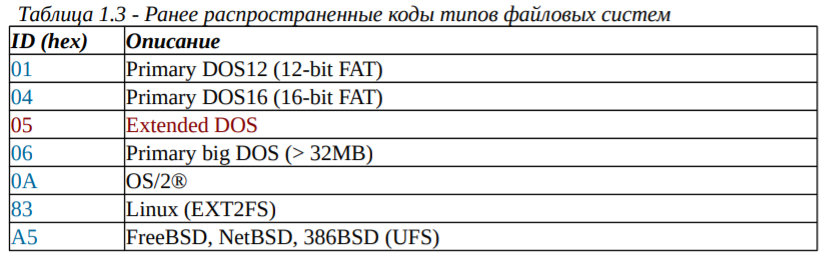 Таблица 1.3 - Ранее распространенные коды типов файловых систем
ID (hex) Описание
01 Primary DOS12 (12-bit FAT)
04 Primary DOS16 (16-bit FAT)
05 Extended DOS
06 Primary big DOS (> 32MB)
0A OS/2®
83 Linux (EXT2FS)
A5 FreeBSD, NetBSD, 386BSD (UFS)